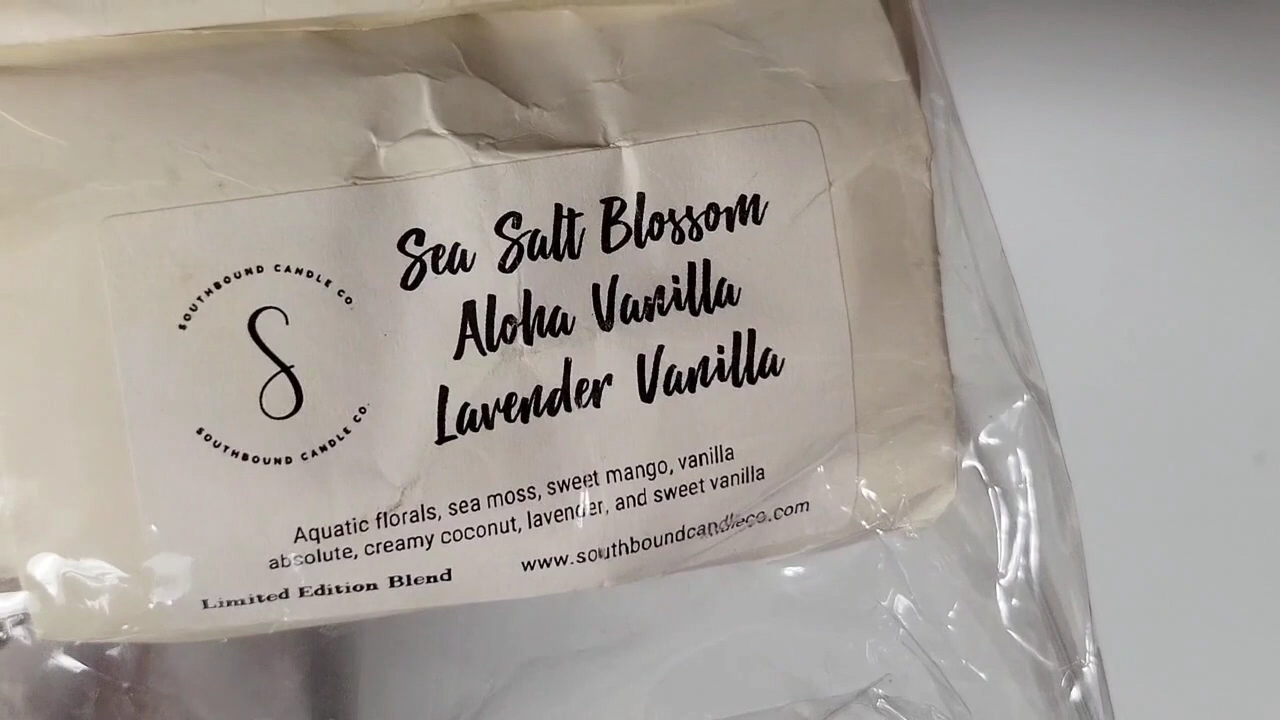 SOUTHBOUND CANDLE CO.
S
SOUTHBOUND CANDLE CO.
Sea Salt Blossom
Aloha Vanilla
Lavender Vanilla
Aquatic florals, sea moss, sweet mango, vanilla
absolute, creamy coconut, lavender, and sweet vanilla
Limited Edition Blend
www.southboundcandleco.com